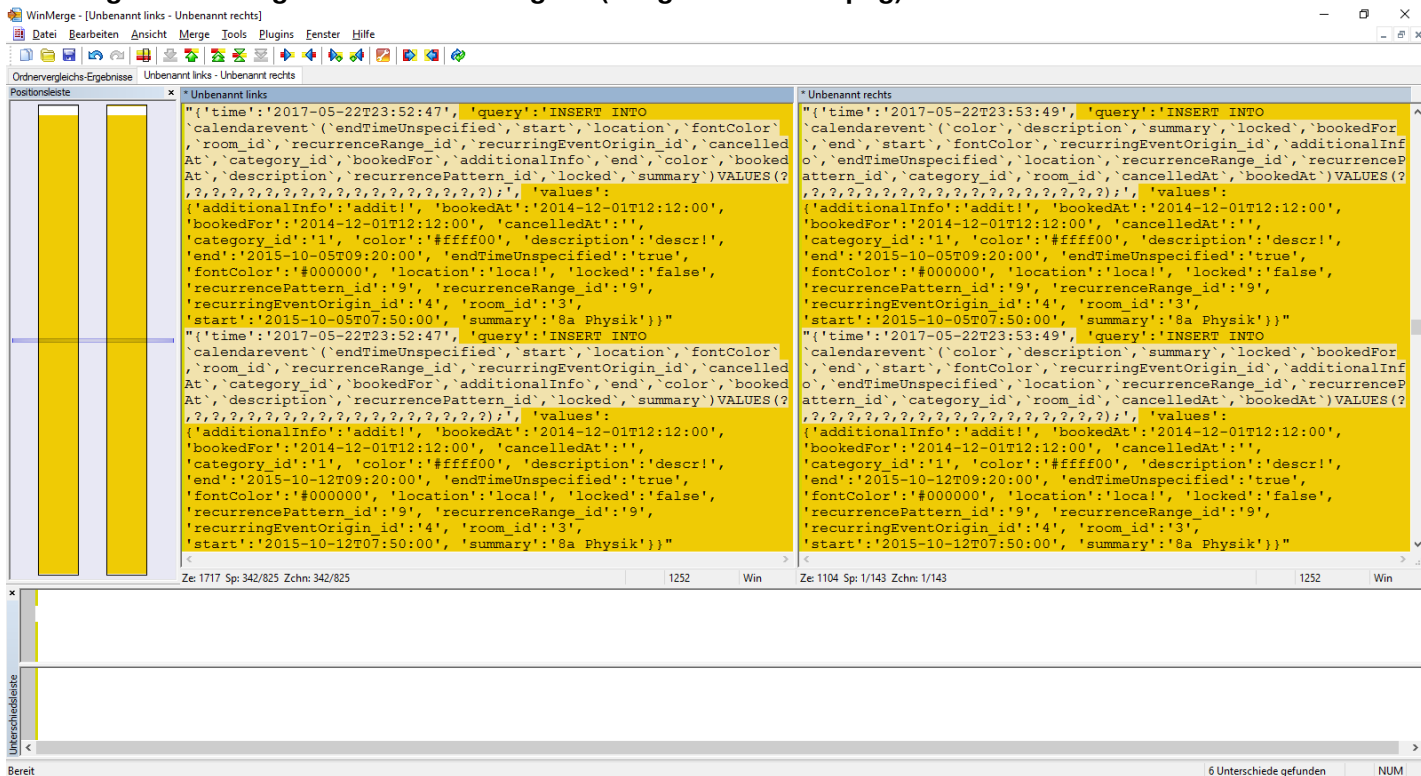 WinMerge - [Unbenannt links - Unbenannt rechts]
Datei Bearbeiten Ansicht Merge Tools Plugins Fenster Hilfe
Ordnervergleichs-Ergebnisse Unbenannt links - Unbenannt rechts
Positionsleiste
* Unbenannt links
"{'time':'2017-05-22T23:52:47', 'query':'INSERT INTO
`calendarevent`(`endTimeUnspecified`,`start`,`location`,`fontColor`
,`room_id`,`recurrenceRange_id`,`recurringEventOrigin_id`,`cancelled
At`,`category_id`,`bookedFor`,`additionalInfo`,`end`,`color`,`booked
At`,`description`,`recurrencePattern_id`,`locked`,`summary`)VALUES(?
,?,?,?,?,?,?,?,?,?,?,?,?,?,?,?,?,?);', 'values':
{'additionalInfo':'addit!', 'bookedAt':'2014-12-01T12:12:00',
'bookedFor':'2014-12-01T12:12:00', 'cancelledAt':'',
'category_id':'1', 'color':'#ffff00', 'description':'descr!',
'end':'2015-10-05T09:20:00', 'endTimeUnspecified':'true',
'fontColor':'#000000', 'location':'loca!', 'locked':'false',
'recurrencePattern_id':'9', 'recurrenceRange_id':'9',
'recurringEventOrigin_id':'4', 'room_id':'3',
'start':'2015-10-05T07:50:00', 'summary':'8a Physik'}}"
"{'time':'2017-05-22T23:52:47', 'query':'INSERT INTO
`calendarevent`(`endTimeUnspecified`,`start`,`location`,`fontColor`
,`room_id`,`recurrenceRange_id`,`recurringEventOrigin_id`,`cancelled
At`,`category_id`,`bookedFor`,`additionalInfo`,`end`,`color`,`booked
At`,`description`,`recurrencePattern_id`,`locked`,`summary`)VALUES(?
,?,?,?,?,?,?,?,?,?,?,?,?,?,?,?,?,?);', 'values':
{'additionalInfo':'addit!', 'bookedAt':'2014-12-01T12:12:00',
'bookedFor':'2014-12-01T12:12:00', 'cancelledAt':'',
'category_id':'1', 'color':'#ffff00', 'description':'descr!',
'end':'2015-10-12T09:20:00', 'endTimeUnspecified':'true',
'fontColor':'#000000', 'location':'loca!', 'locked':'false',
'recurrencePattern_id':'9', 'recurrenceRange_id':'9',
'recurringEventOrigin_id':'4', 'room_id':'3',
'start':'2015-10-12T07:50:00', 'summary':'8a Physik'}}"
Ze: 1717 Sp: 342/825 Zchn: 342/825 1252 Win
* Unbenannt rechts
"{'time':'2017-05-22T23:53:49', 'query':'INSERT INTO
`calendarevent`(`color`,`description`,`summary`,`locked`,`bookedFor
`,`end`,`start`,`fontColor`,`recurringEventOrigin_id`,`additionalInf
o`,`endTimeUnspecified`,`location`,`recurrenceRange_id`,`recurrenceP
attern_id`,`category_id`,`room_id`,`cancelledAt`,`bookedAt`)VALUES(?
,?,?,?,?,?,?,?,?,?,?,?,?,?,?,?,?,?);', 'values':
{'additionalInfo':'addit!', 'bookedAt':'2014-12-01T12:12:00',
'bookedFor':'2014-12-01T12:12:00', 'cancelledAt':'',
'category_id':'1', 'color':'#ffff00', 'description':'descr!',
'end':'2015-10-05T09:20:00', 'endTimeUnspecified':'true',
'fontColor':'#000000', 'location':'loca!', 'locked':'false',
'recurrencePattern_id':'9', 'recurrenceRange_id':'9',
'recurringEventOrigin_id':'4', 'room_id':'3',
'start':'2015-10-05T07:50:00', 'summary':'8a Physik'}}"
"{'time':'2017-05-22T23:53:49', 'query':'INSERT INTO
`calendarevent`(`color`,`description`,`summary`,`locked`,`bookedFor
`,`end`,`start`,`fontColor`,`recurringEventOrigin_id`,`additionalInf
o`,`endTimeUnspecified`,`location`,`recurrenceRange_id`,`recurrenceP
attern_id`,`category_id`,`room_id`,`cancelledAt`,`bookedAt`)VALUES(?
,?,?,?,?,?,?,?,?,?,?,?,?,?,?,?,?,?);', 'values':
{'additionalInfo':'addit!', 'bookedAt':'2014-12-01T12:12:00',
'bookedFor':'2014-12-01T12:12:00', 'cancelledAt':'',
'category_id':'1', 'color':'#ffff00', 'description':'descr!',
'end':'2015-10-12T09:20:00', 'endTimeUnspecified':'true',
'fontColor':'#000000', 'location':'loca!', 'locked':'false',
'recurrencePattern_id':'9', 'recurrenceRange_id':'9',
'recurringEventOrigin_id':'4', 'room_id':'3',
'start':'2015-10-12T07:50:00', 'summary':'8a Physik'}}"
Ze: 1104 Sp: 1/143 Zchn: 1/143 1252 Win
Unterschiedsleiste
Bereit 6 Unterschiede gefunden NUM